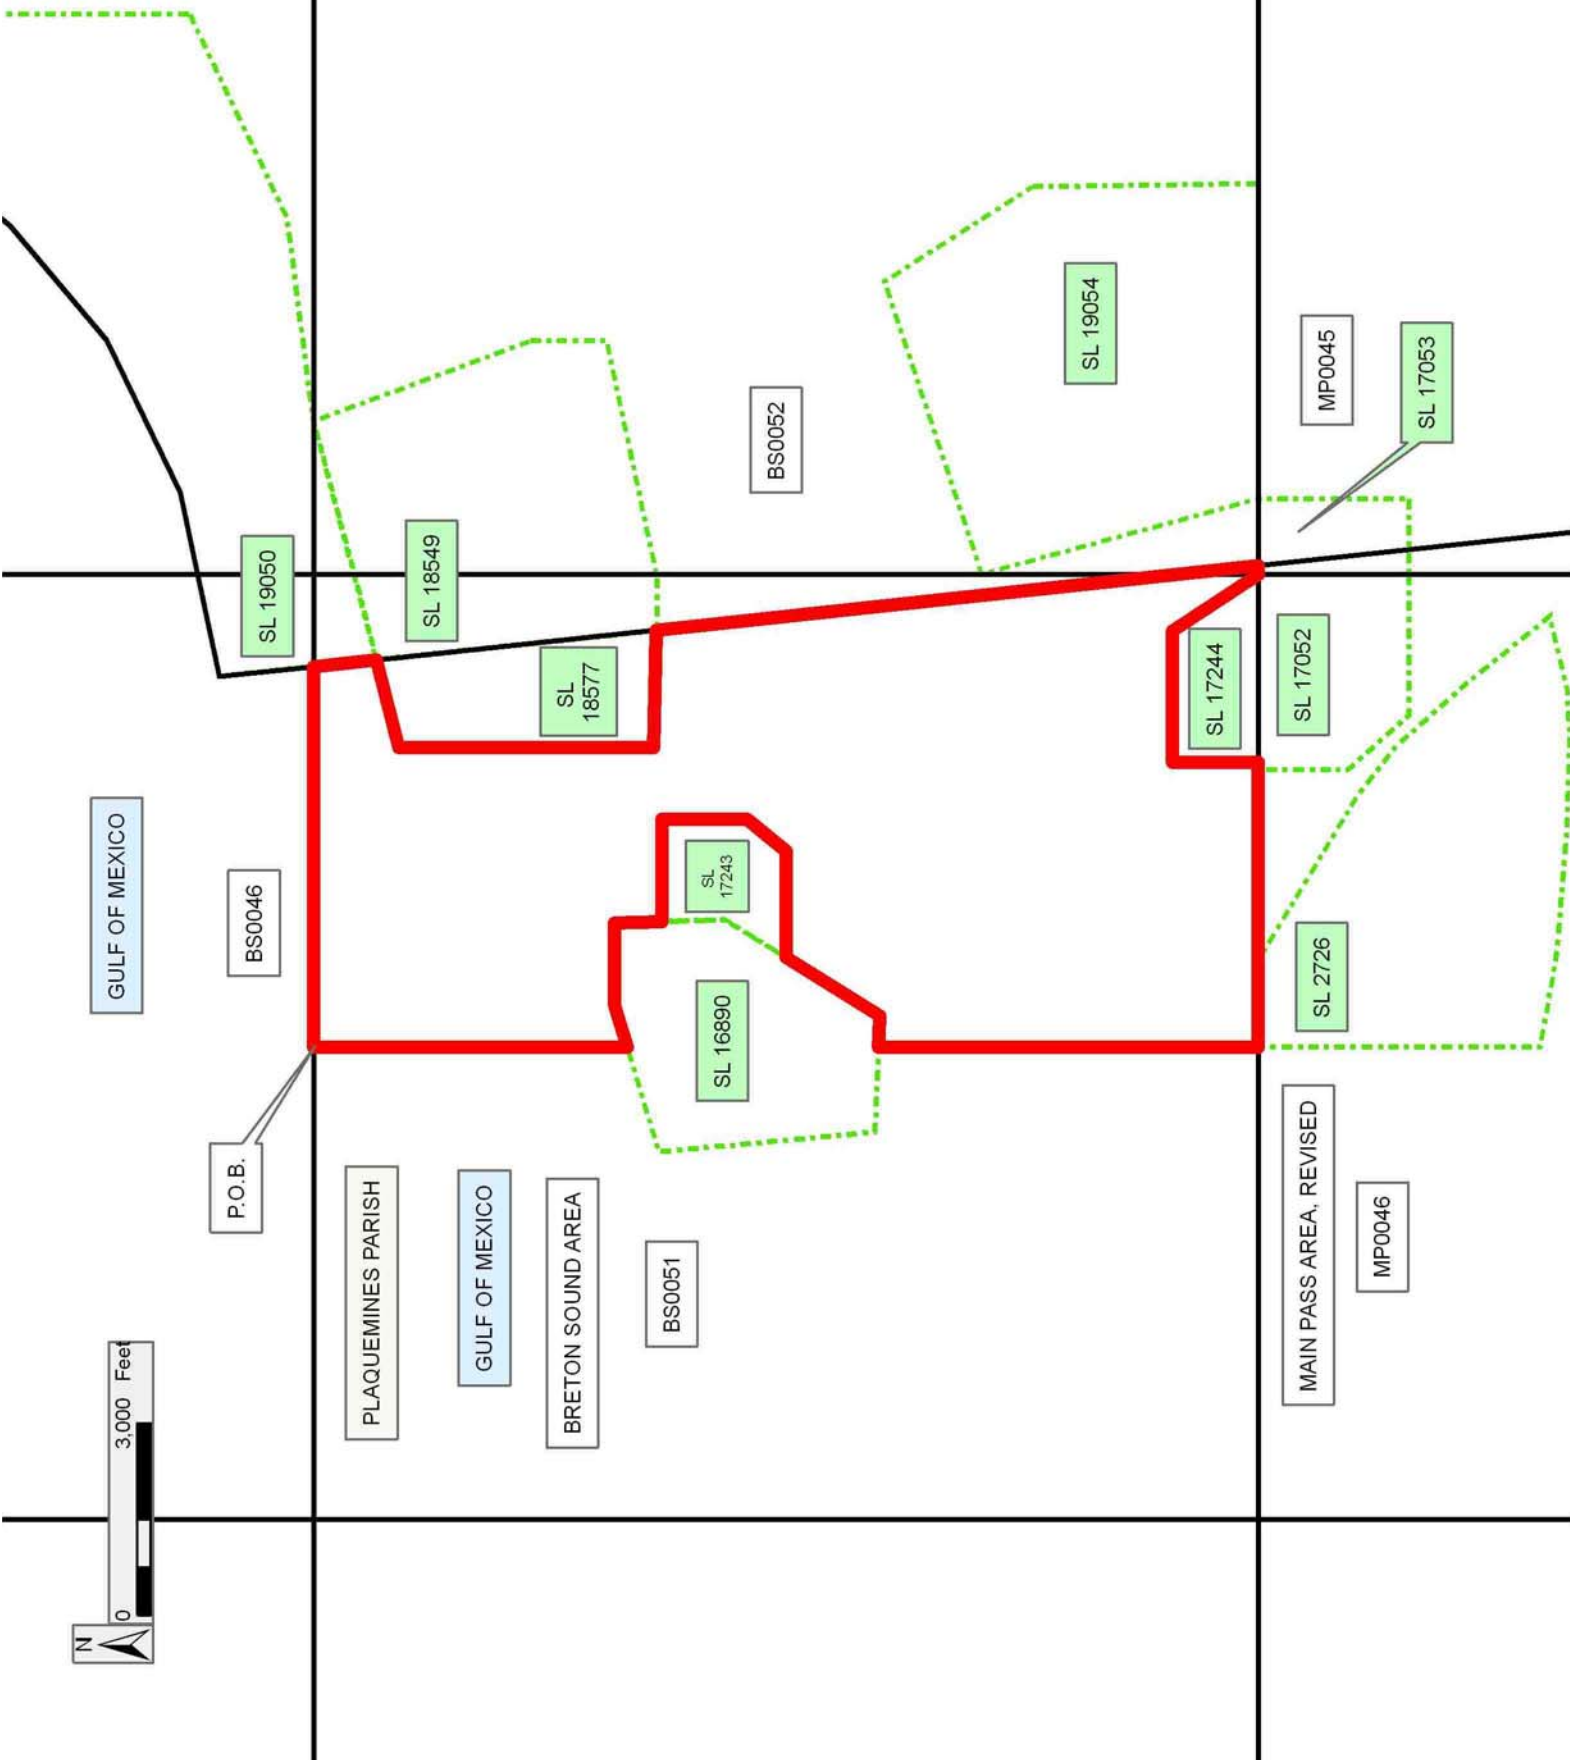 N
0 3,000 Feet
GULF OF MEXICO
P.O.B.
BS0046
SL 19050
PLAQUEMINES PARISH
SL 18549
GULF OF MEXICO
BRETON SOUND AREA
SL
18577
BS0051
SL 16890
SL
17243
BS0052
SL 19054
SL 17244
MAIN PASS AREA, REVISED
SL 2726
SL 17052
MP0045
MP0046
SL 17053